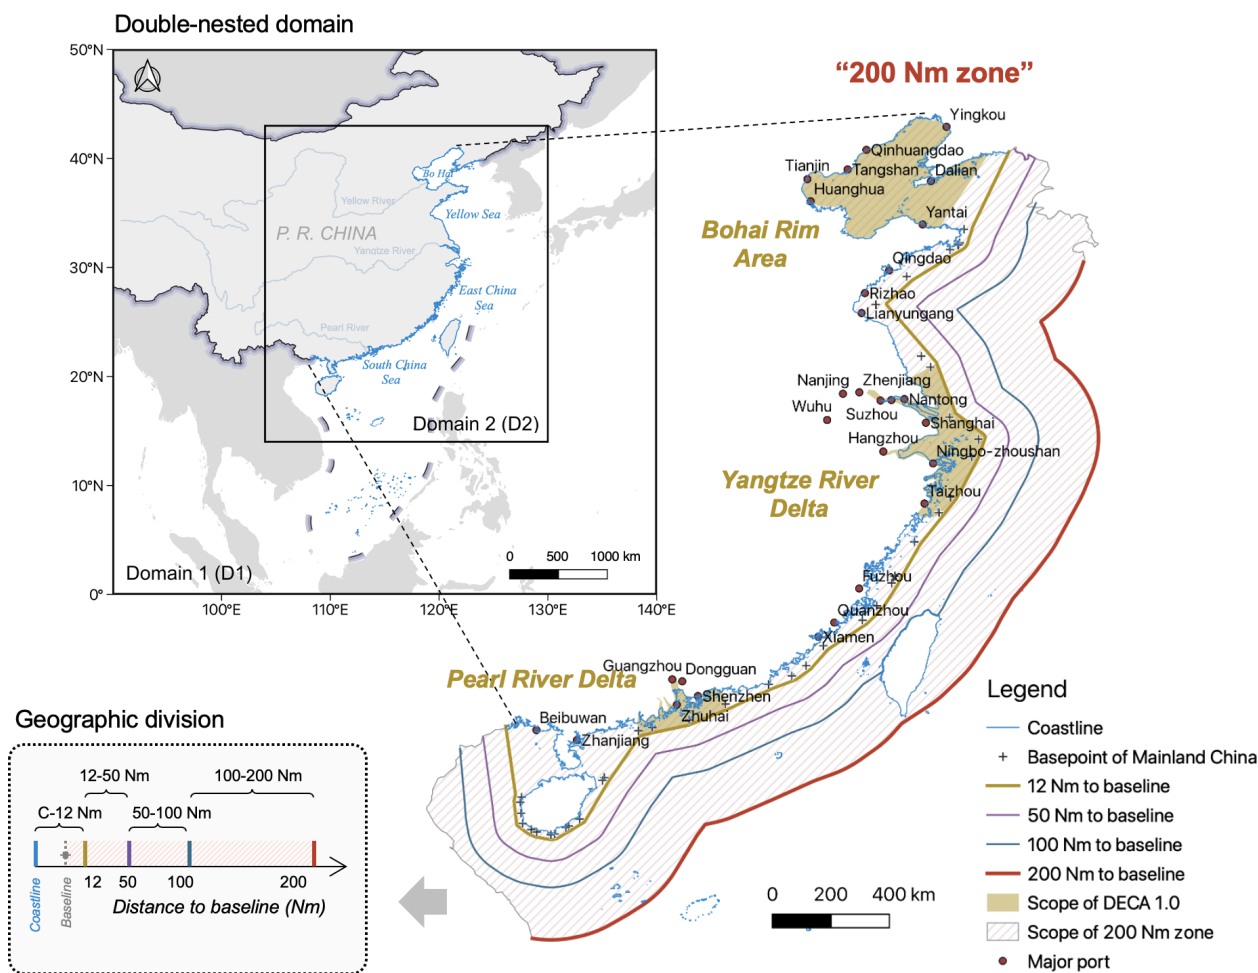 Double-nested domain
50°N
40°N
30°N
20°N
10°N
0°
100°E
110°E
120°E
130°E
140°E
Bo Hai
Yellow River
Yellow Sea
P. R. CHINA
Yangtze River
East China
Sea
Pearl River
South China
Sea
Domain 2 (D2)
Domain 1 (D1)
0 500 1000 km
“200 Nm zone”
Yingkou
Qinhuangdao
Tianjin
Tangshan
Dalian
Huanghua
Yantai
Bohai Rim
Area
Qingdao
Rizhao
Lianyungang
Nanjing
Zhenjiang
Nantong
Wuhu
Suzhou
Shanghai
Hangzhou
Ningbo-zhoushan
Yangtze River
Delta
Taizhou
Fuzhou
Quanzhou
Xiamen
Guangzhou
Dongguan
Pearl River Delta
Shenzhen
Zhuhai
Beibuwan
Zhanjiang
0 200 400 km
Geographic division
12-50 Nm
100-200 Nm
C-12 Nm
50-100 Nm
12 50 100 200
Coastline
Baseline
Distance to baseline (Nm)
Legend
Coastline
Basepoint of Mainland China
12 Nm to baseline
50 Nm to baseline
100 Nm to baseline
200 Nm to baseline
Scope of DECA 1.0
Scope of 200 Nm zone
Major port